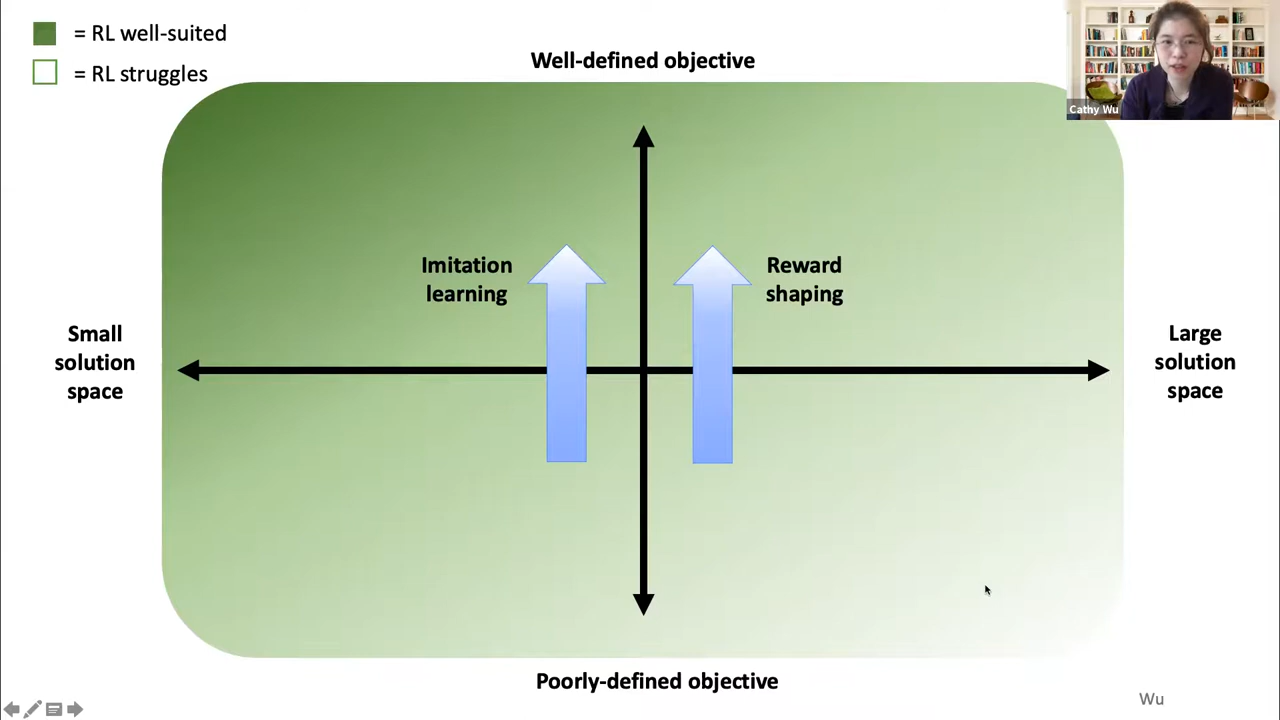 = RL well-suited
= RL struggles
Well-defined objective
Cathy Wu
Imitation
learning
Reward
shaping
Small
solution
space
Large
solution
space
Poorly-defined objective
Wu